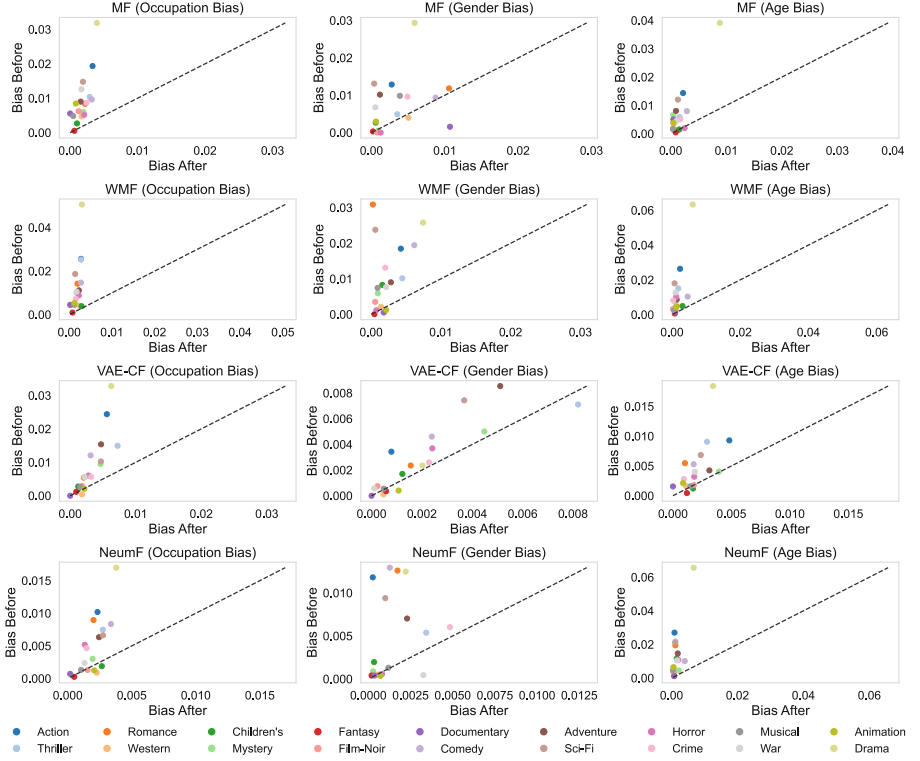 MF (Occupation Bias)
MF (Gender Bias)
MF (Age Bias)
Bias Before
0.03
0.02
0.01
0.00
0.00 0.01 0.02 0.03
Bias After
Bias Before
0.03
0.02
0.01
0.00
0.00 0.01 0.02 0.03
Bias After
Bias Before
0.04
0.03
0.02
0.01
0.00
0.00 0.01 0.02 0.03 0.04
Bias After
WMF (Occupation Bias)
WMF (Gender Bias)
WMF (Age Bias)
Bias Before
0.04
0.02
0.00
0.00 0.01 0.02 0.03 0.04 0.05
Bias After
Bias Before
0.03
0.02
0.01
0.00
0.00 0.01 0.02 0.03
Bias After
Bias Before
0.06
0.04
0.02
0.00
0.00 0.02 0.04 0.06
Bias After
VAE-CF (Occupation Bias)
VAE-CF (Gender Bias)
VAE-CF (Age Bias)
Bias Before
0.03
0.02
0.01
0.00
0.00 0.01 0.02 0.03
Bias After
Bias Before
0.008
0.006
0.004
0.002
0.000
0.000 0.002 0.004 0.006 0.008
Bias After
Bias Before
0.015
0.010
0.005
0.000
0.000 0.005 0.010 0.015
Bias After
NeumF (Occupation Bias)
NeumF (Gender Bias)
NeumF (Age Bias)
Bias Before
0.015
0.010
0.005
0.000
0.000 0.005 0.010 0.015
Bias After
Bias Before
0.010
0.005
0.000
0.0000 0.0025 0.0050 0.0075 0.0100 0.0125
Bias After
Bias Before
0.06
0.04
0.02
0.00
0.00 0.02 0.04 0.06
Bias After
Action Romance Children's Fantasy Documentary Adventure Horror Musical Animation
Thriller Western Mystery Film-Noir Comedy Sci-Fi Crime War Drama